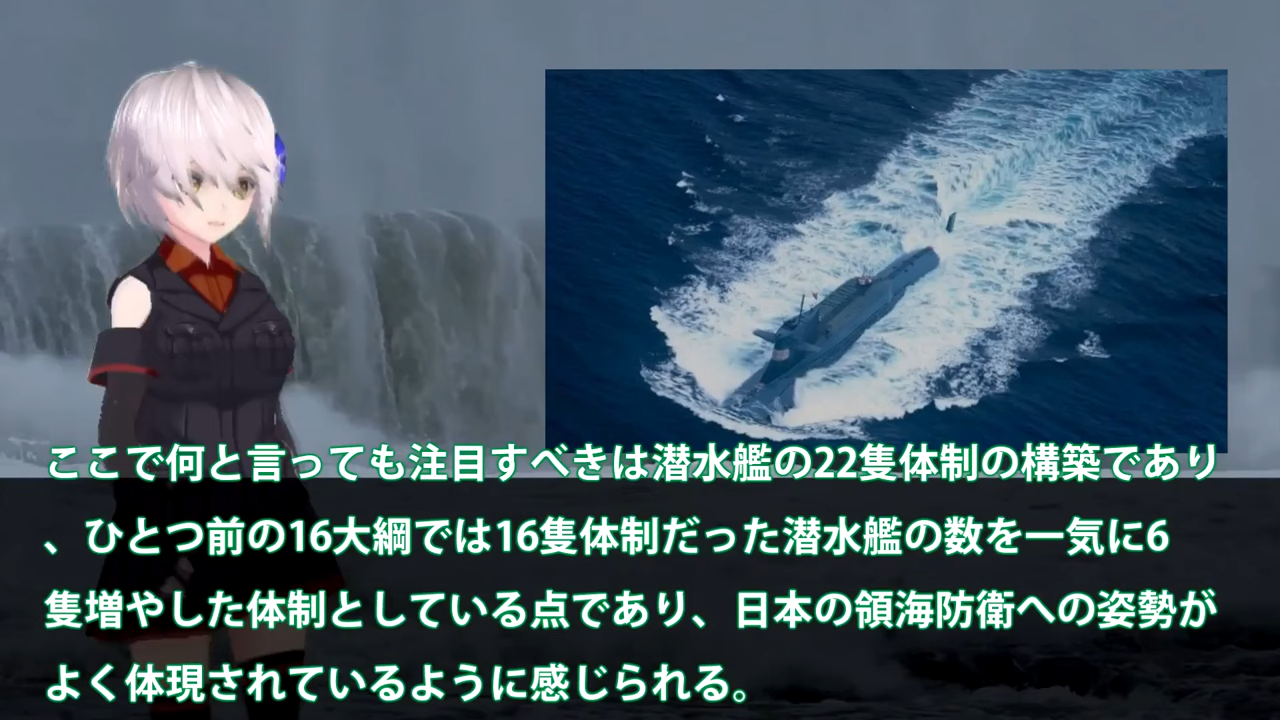 ここで何と言っても注目すべきは潜水艦の22隻体制の構築であり
、ひとつ前の16大綱では16隻体制だった潜水艦の数を一気に6
隻増やした体制としている点であり、日本の領海防衛への姿勢が
よく体現されているように感じられる。